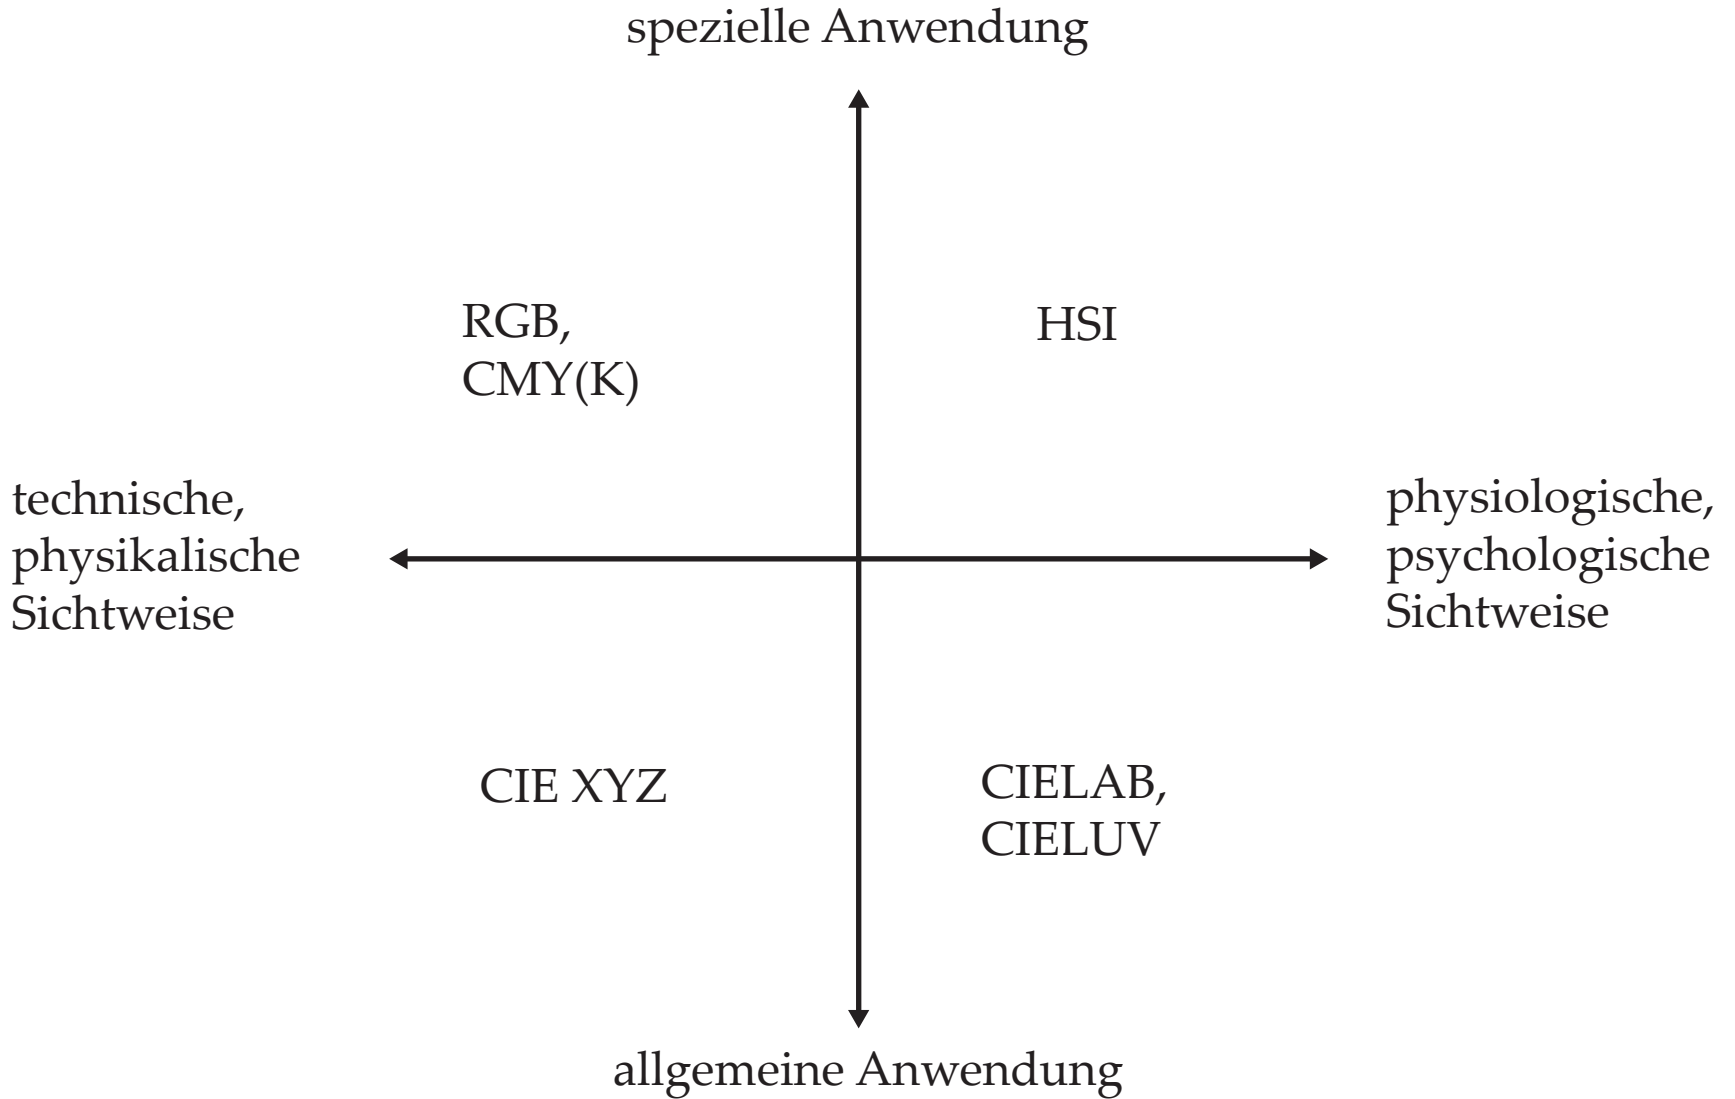 spezielle Anwendung
RGB,
CMY(K)
HSI
technische,
physikalische
Sichtweise
physiologische,
psychologische
Sichtweise
CIE XYZ
CIELAB,
CIELUV
allgemeine Anwendung